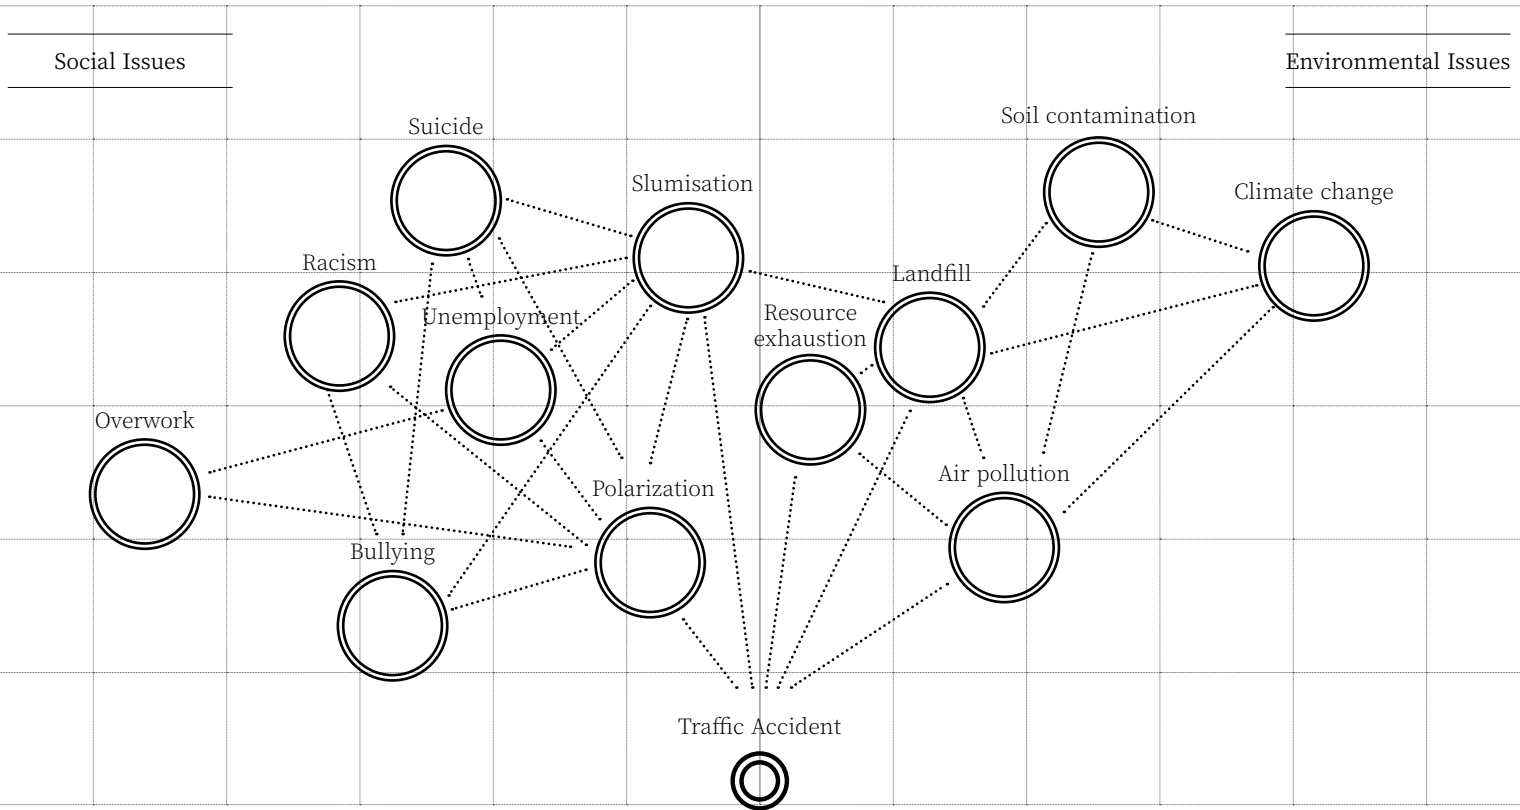 Social Issues
Environmental Issues
Soil contamination
Suicide
Slumisation
Climate change
Racism
Landfill
Unemployment
Resource
exhaustion
Overwork
Air pollution
Polarization
Bullying
Traffic Accident